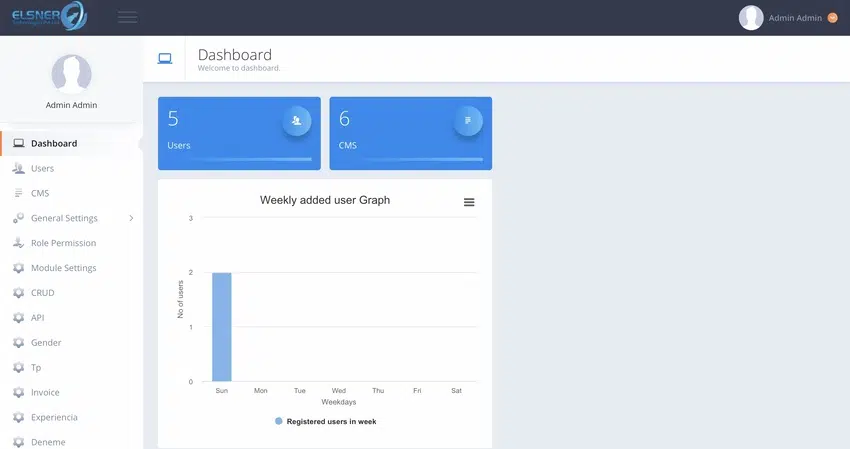 ELSNER
Admin Admin
Dashboard
Welcome to dashboard.
Admin Admin
Dashboard
Users
CMS
General Settings
Role Permission
Module Settings
CRUD
API
Gender
Tp
Invoice
Experiencia
Deneme
5
Users
6
CMS
Weekly added user Graph
3
2
1
0
No of users
Sun Mon Tue Wed Thu Fri Sat
Weekdays
Registered users in week